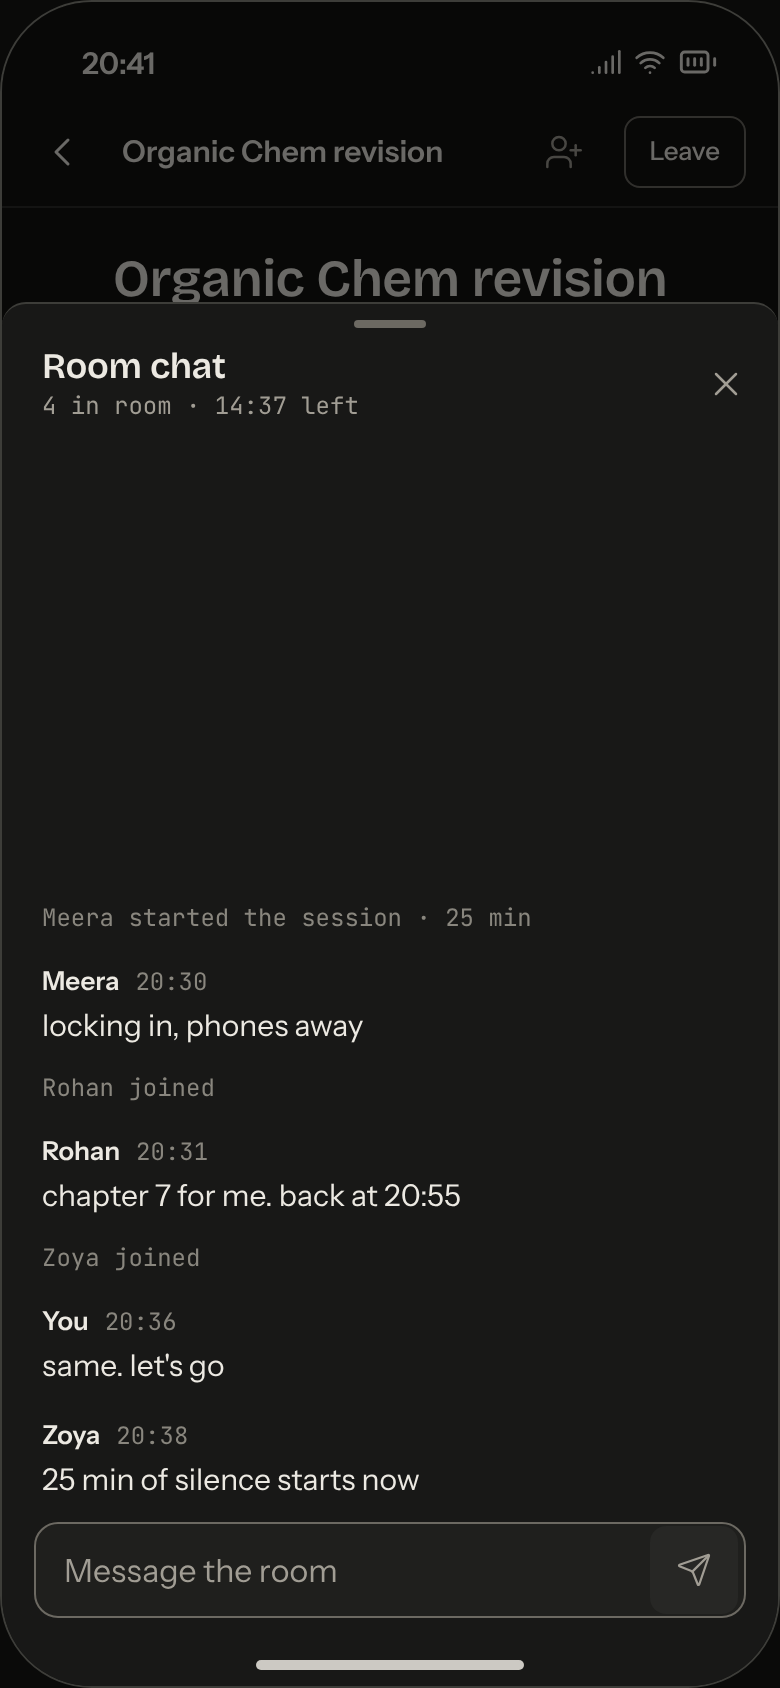 20:41
Organic Chem revision
Leave
Organic Chem revision
Room chat
4 in room · 14:37 left
Meera started the session · 25 min
Meera 20:30
locking in, phones away
Rohan joined
Rohan 20:31
chapter 7 for me. back at 20:55
Zoya joined
You 20:36
same. let's go
Zoya 20:38
25 min of silence starts now
Message the room